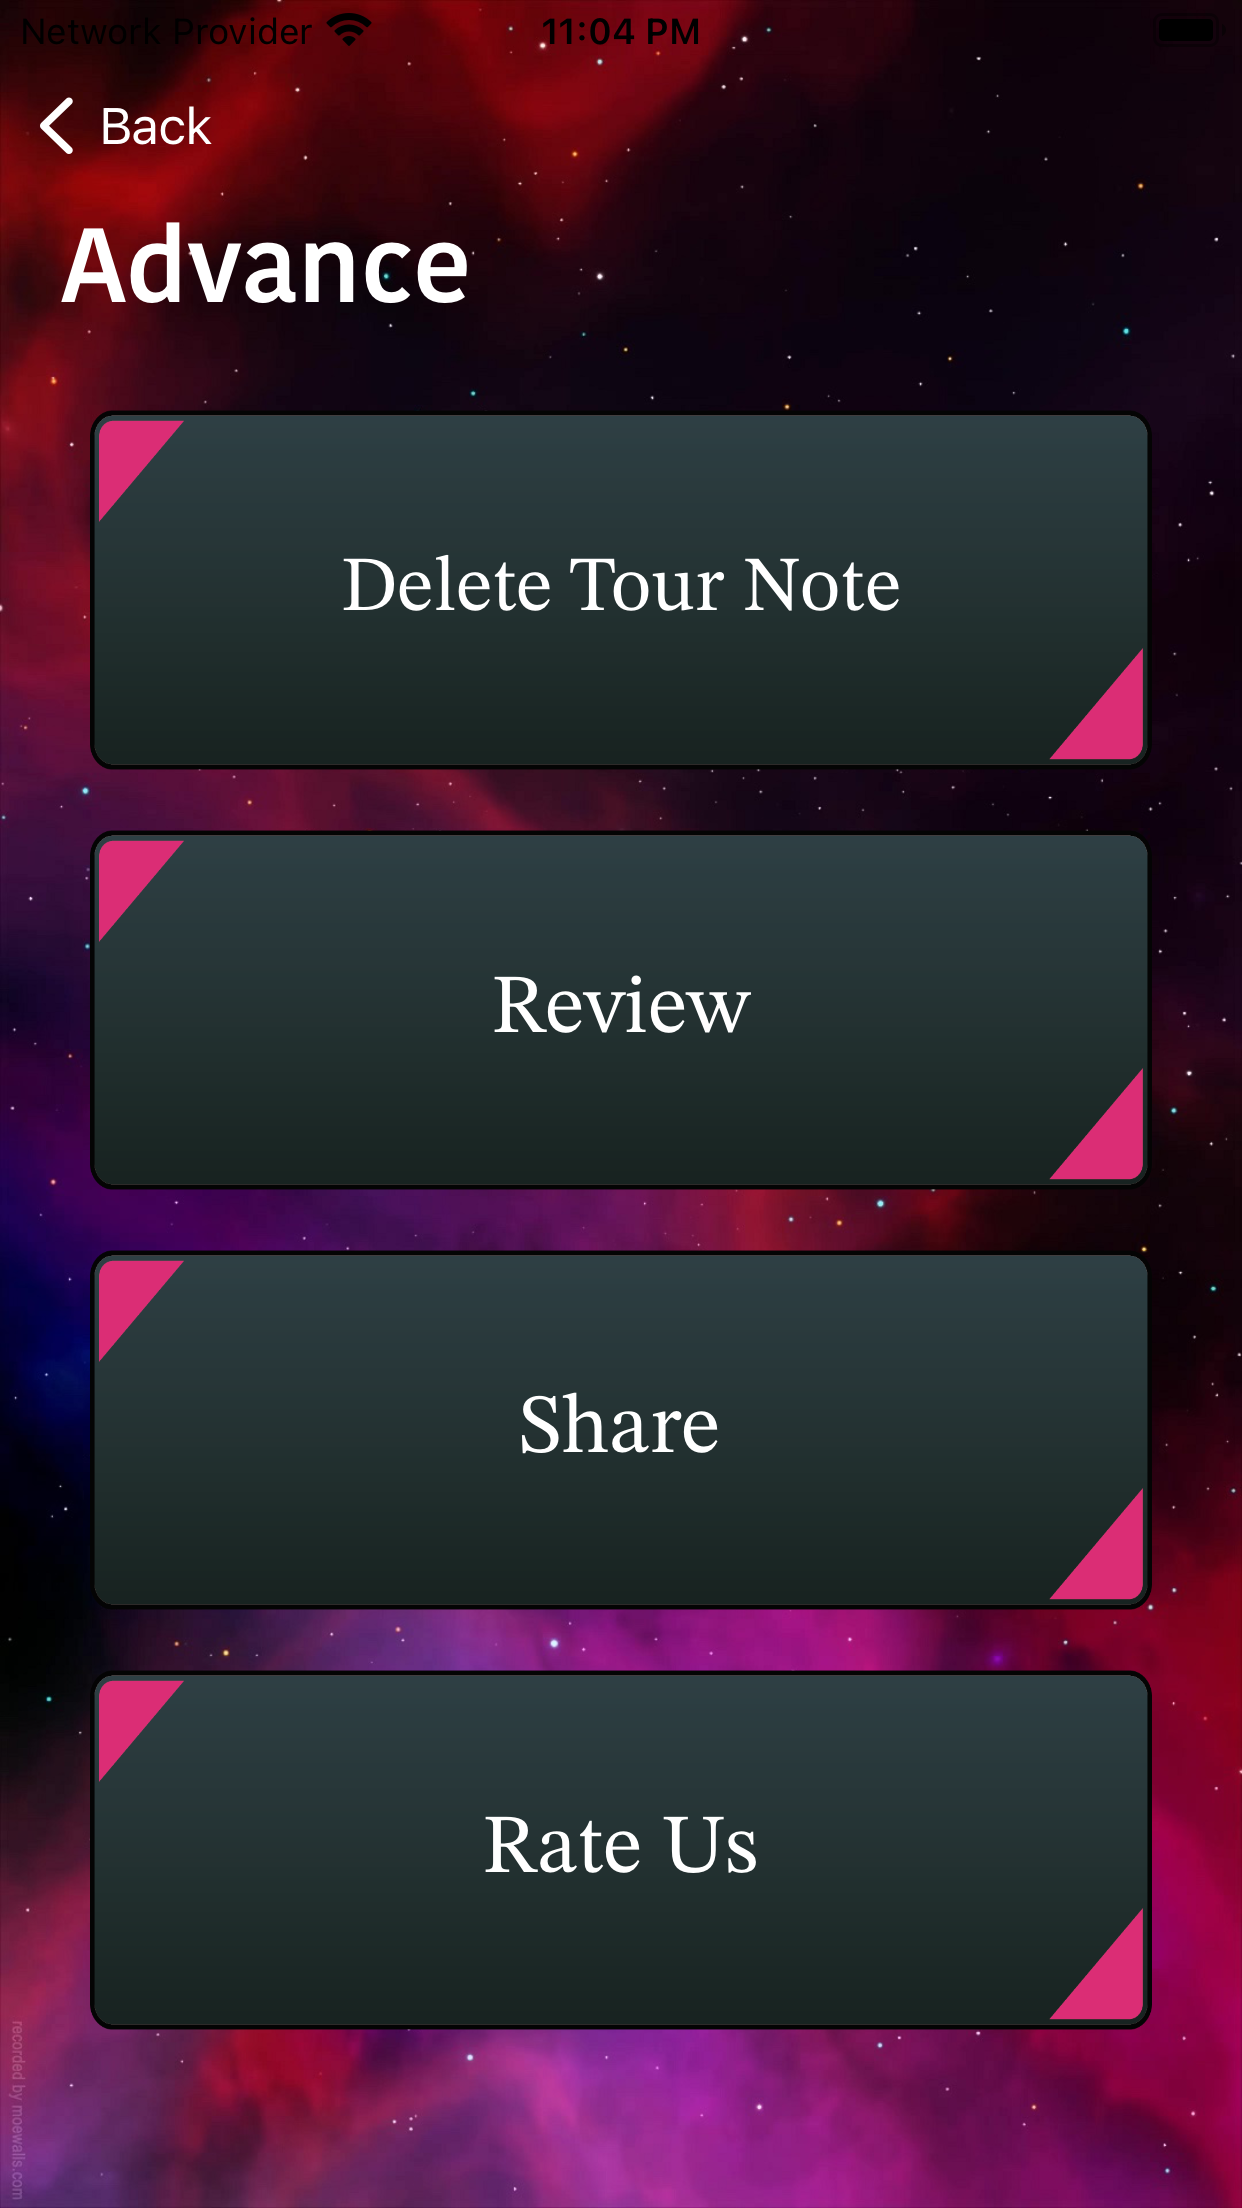 Network Provider 11:04 PM
Back
Advance
Delete Tour Note
Review
Share
Rate Us
recorded by moewalls.com